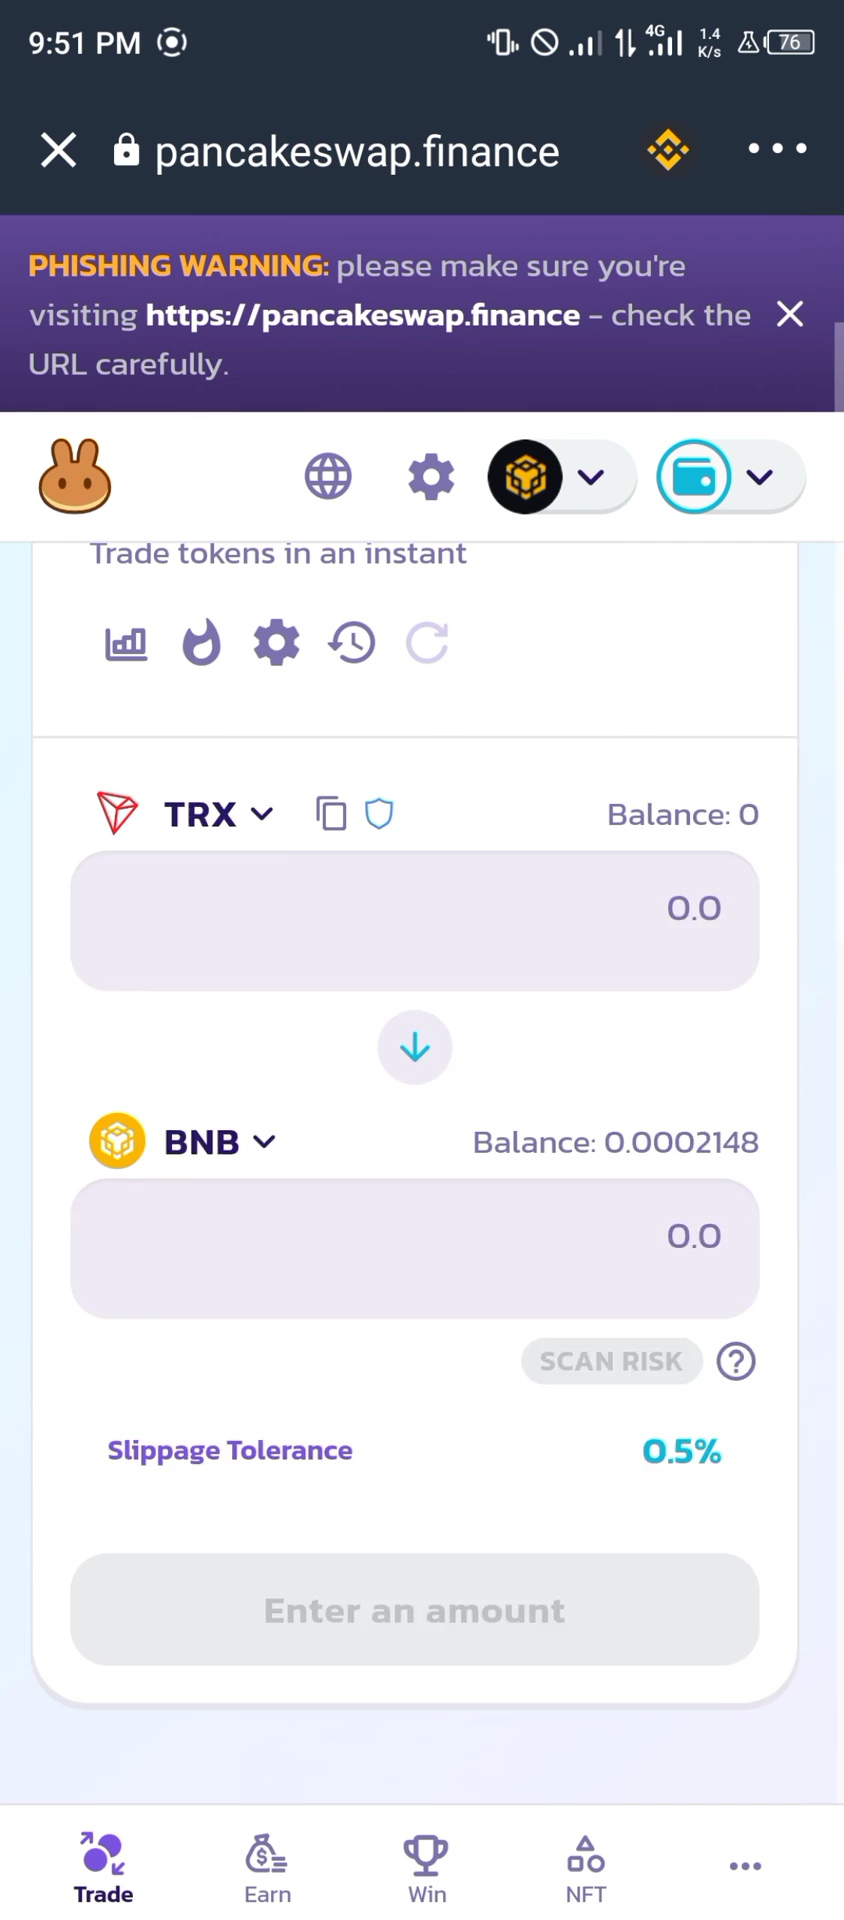 9:51 PM
4G 1.4 K/s 76
pancakeswap.finance
PHISHING WARNING: please make sure you're
visiting https://pancakeswap.finance - check the
URL carefully.
Trade tokens in an instant
TRX Balance: 0
0.0
BNB Balance: 0.0002148
0.0
SCAN RISK ?
Slippage Tolerance 0.5%
Enter an amount
Trade Earn Win NFT